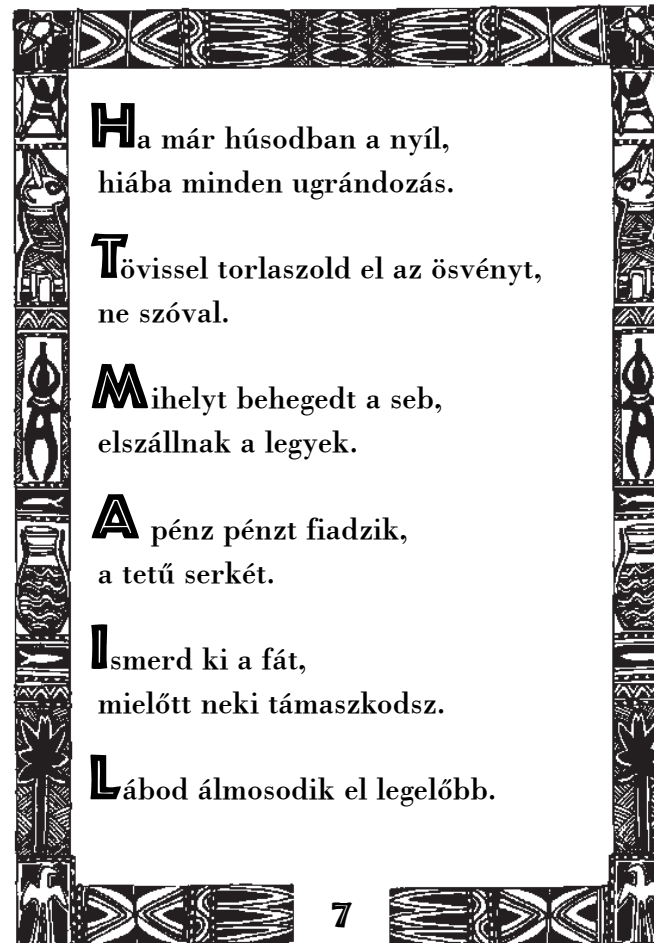 Ha már húsodban a nyíl,
hiába minden ugrándozás.
Tövissel torlaszold el az ösvényt,
ne szóval.
Mihelyt behegedt a seb,
elszállnak a legyek.
A pénz pénzt fiadzik,
a tetű serkét.
Ismerd ki a fát,
mielőtt neki támaszkodsz.
Lábod álmosodik el legelőbb.
7